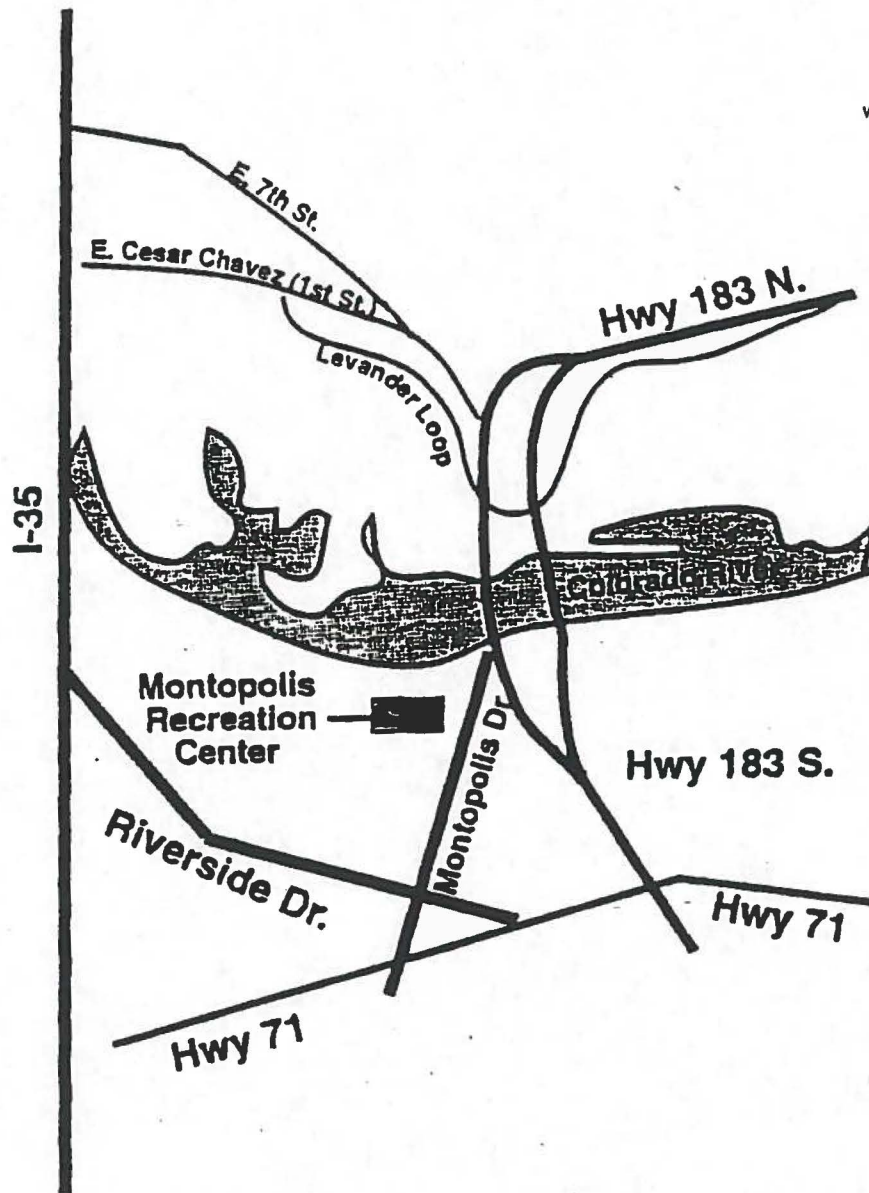 E. 7th St.
E. Cesar Chavez (1st St.)
Levander Loop
Hwy 183 N.
I-35
Colorado River
Montopolis
Recreation
Center
Montopolis Dr
Hwy 183 S.
Riverside Dr.
Hwy 71
Hwy 71